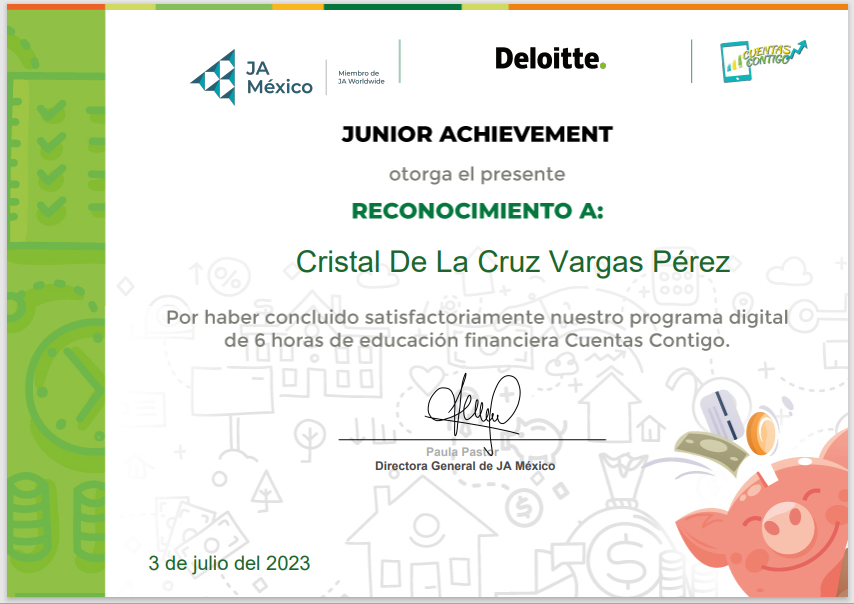 JA
México
Miembro de
JA Worldwide
Deloitte.
CUENTAS
CONTIGO
JUNIOR ACHIEVEMENT
otorga el presente
RECONOCIMIENTO A:
Cristal De La Cruz Vargas Pérez
Por haber concluido satisfactoriamente nuestro programa digital
de 6 horas de educación financiera Cuentas Contigo.
Paula Pastor
Directora General de JA México
3 de julio del 2023